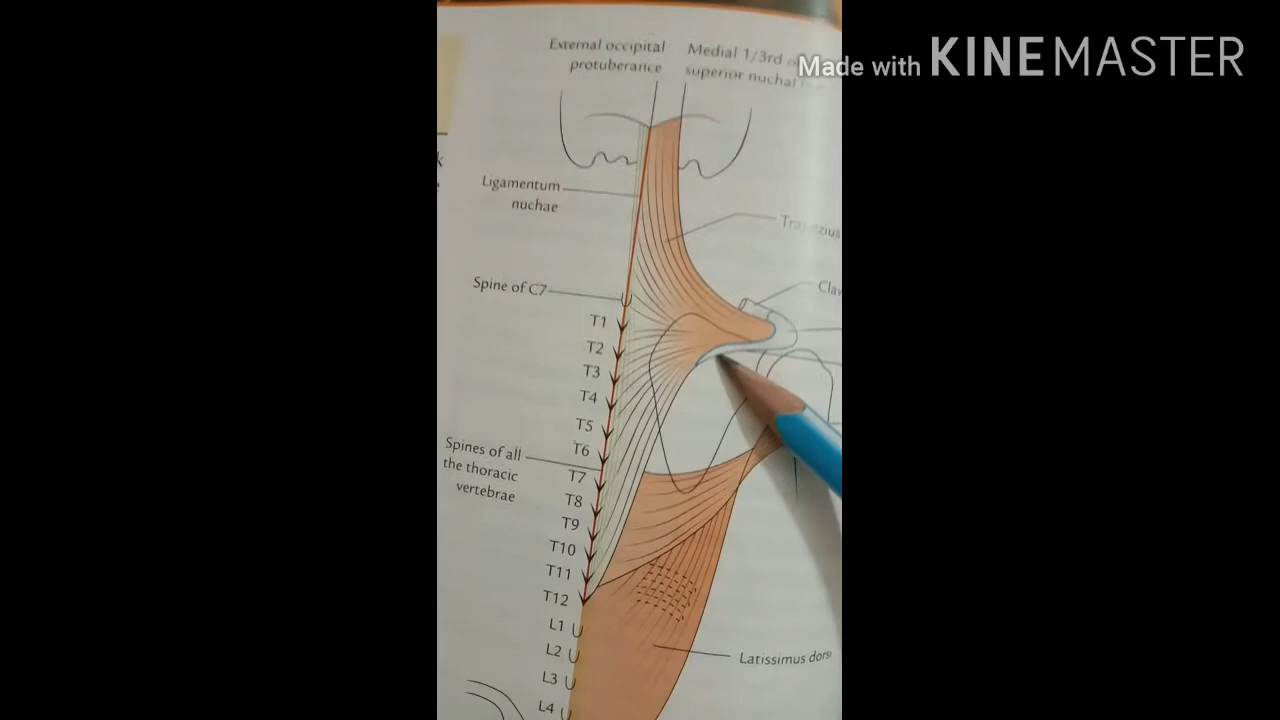 Made with KINEMASTER
External occipital
protuberance
Medial 1/3rd
superior nuchal
Ligamentum
nuchae
Trapezius
Spine of C7
T1
T2
T3
T4
T5
T6
Spines of all
the thoracic
vertebrae
T7
T8
T9
T10
T11
T12
L1
L2
L3
L4
Latissimus dorsi